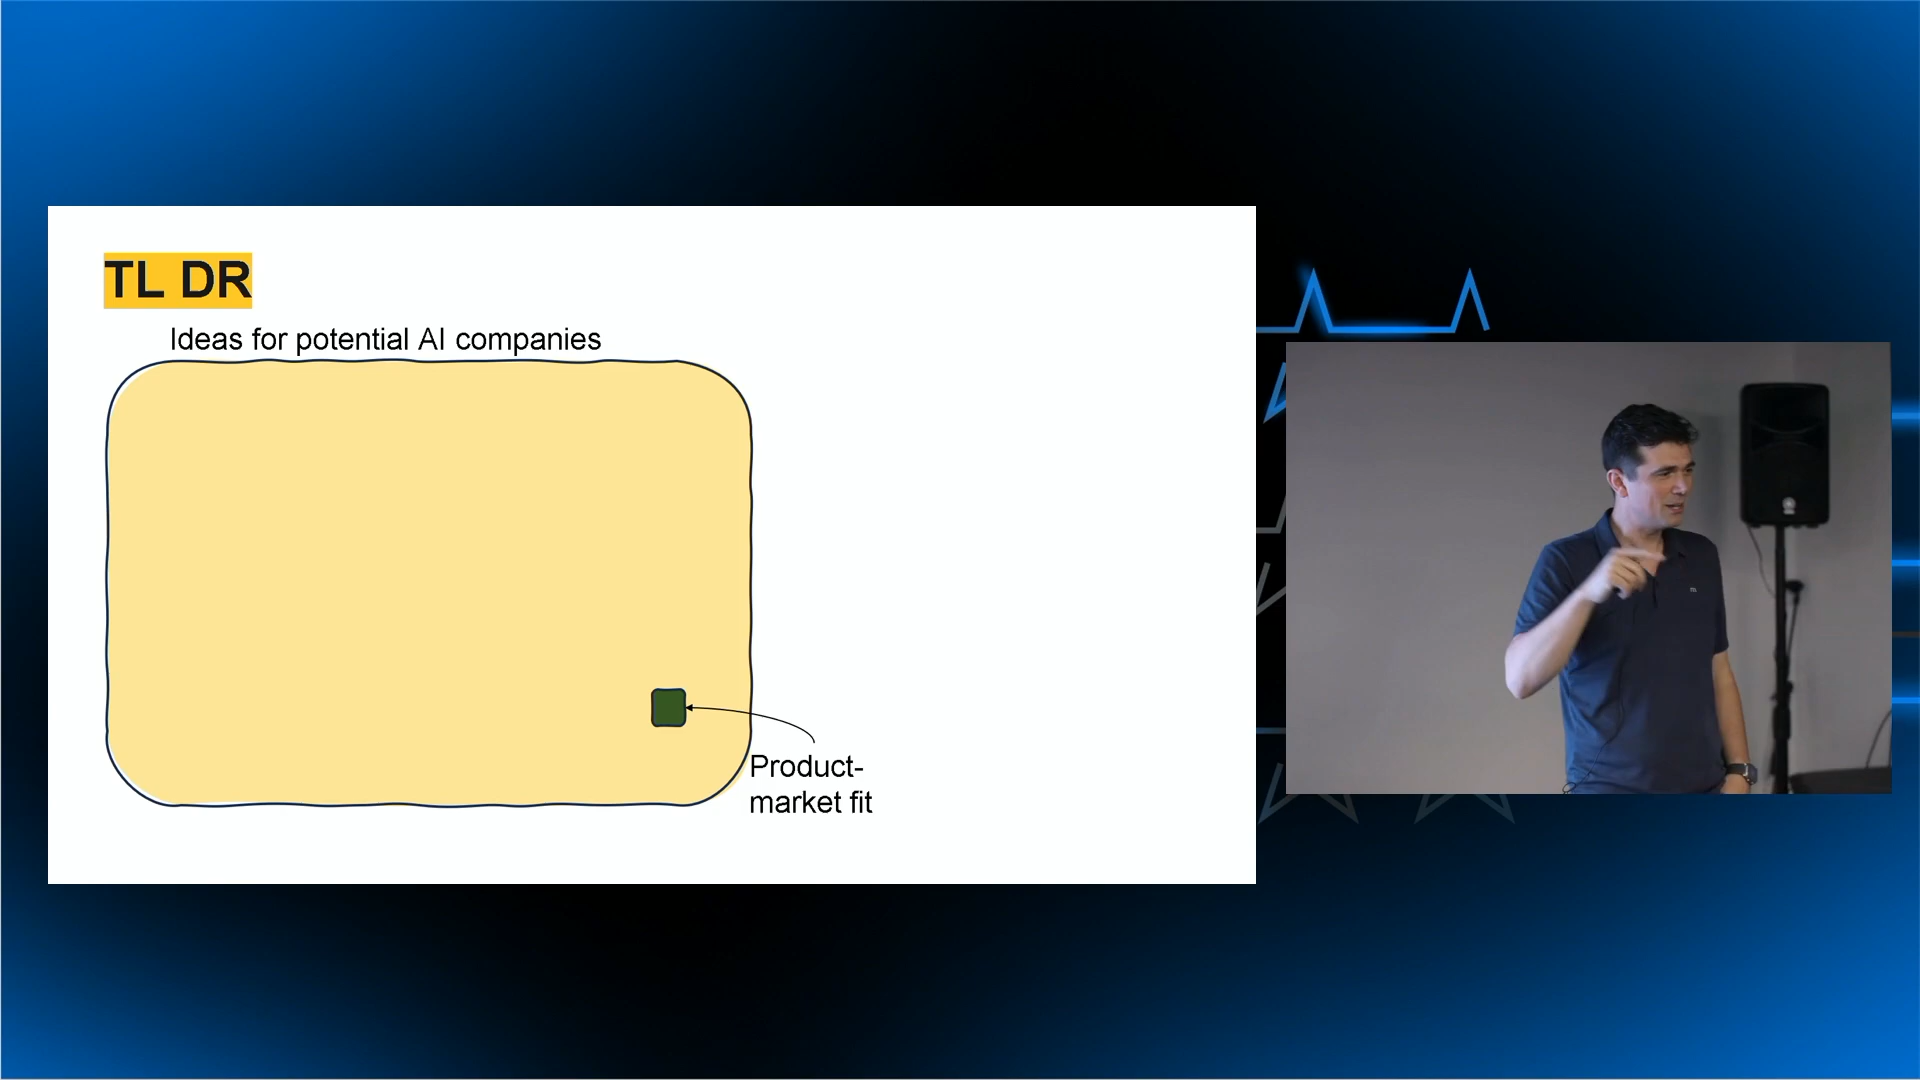 TL DR
Ideas for potential AI companies
Product-
market fit